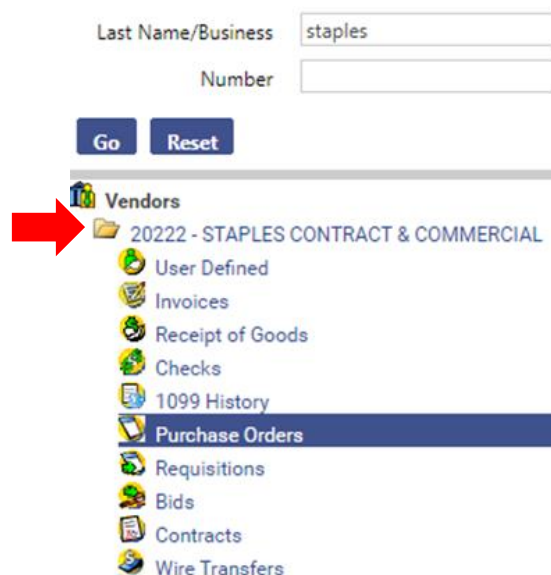 Last Name/Business staples
Number
Go Reset
Vendors
20222 - STAPLES CONTRACT & COMMERCIAL
User Defined
Invoices
Receipt of Goods
Checks
1099 History
Purchase Orders
Requisitions
Bids
Contracts
Wire Transfers